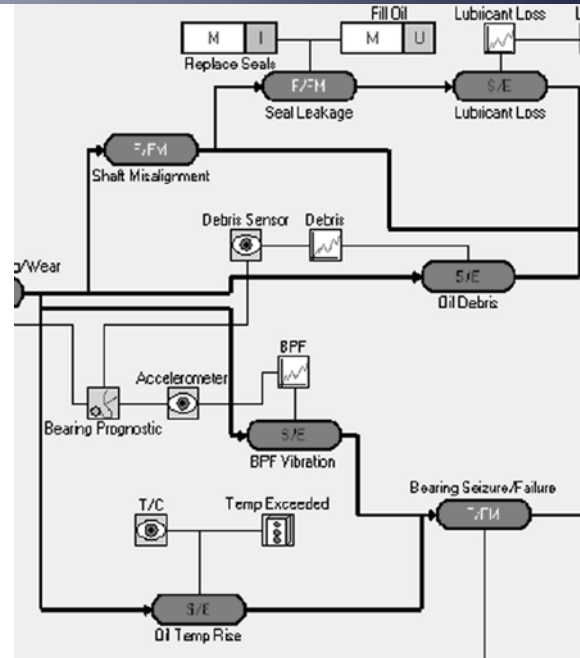 Fill Oil
Lubricant Loss
M I
M U
Replace Seals
F/FM
S/E
Seal Leakage
Lubricant Loss
F/FM
Shaft Misalignment
Debris Sensor
Debris
/Wear
S/E
Oil Debris
BPF
Accelerometer
Bearing Prognostic
S/E
BPF Vibration
Bearing Seizure/Failure
T/C
Temp Exceeded
F/FM
S/E
Oil Temp Rise